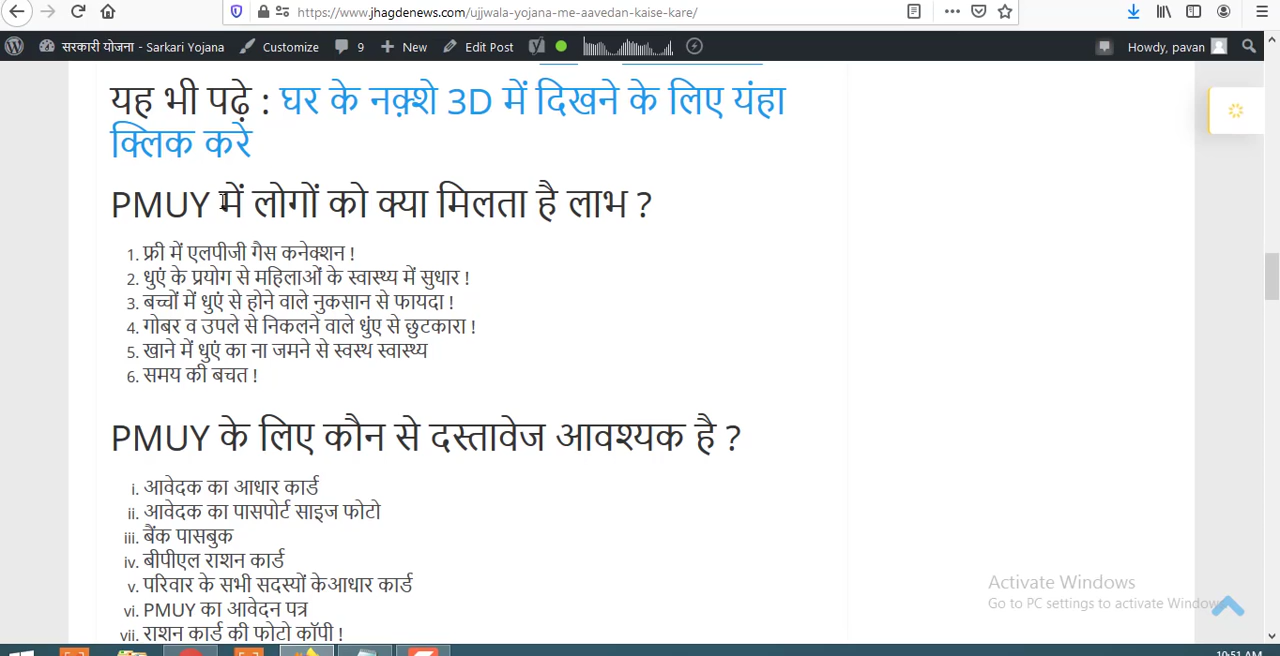 https://www.jhagdenews.com/ujjwala-yojana-me-aavedan-kaise-kare/
सरकारी योजना - Sarkari Yojana Customize 9 New Edit Post Howdy, pavan
यह भी पढ़े : घर के नक़्शे 3D में दिखने के लिए यंहा
क्लिक करे
PMUY में लोगों को क्या मिलता है लाभ ?
1. फ्री में एलपीजी गैस कनेक्शन !
2. धुएं के प्रयोग से महिलाओं के स्वास्थ्य में सुधार !
3. बच्चों में धुएं से होने वाले नुकसान से फायदा !
4. गोबर व उपले से निकलने वाले धुंए से छुटकारा !
5. खाने में धुएं का ना जमने से स्वस्थ स्वास्थ्य
6. समय की बचत !
PMUY के लिए कौन से दस्तावेज आवश्यक है ?
i. आवेदक का आधार कार्ड
ii. आवेदक का पासपोर्ट साइज फोटो
iii. बैंक पासबुक
iv. बीपीएल राशन कार्ड
v. परिवार के सभी सदस्यों केआधार कार्ड
vi. PMUY का आवेदन पत्र
vii. राशन कार्ड की फोटो कॉपी !
Activate Windows
Go to PC settings to activate Windows
10:51 AM